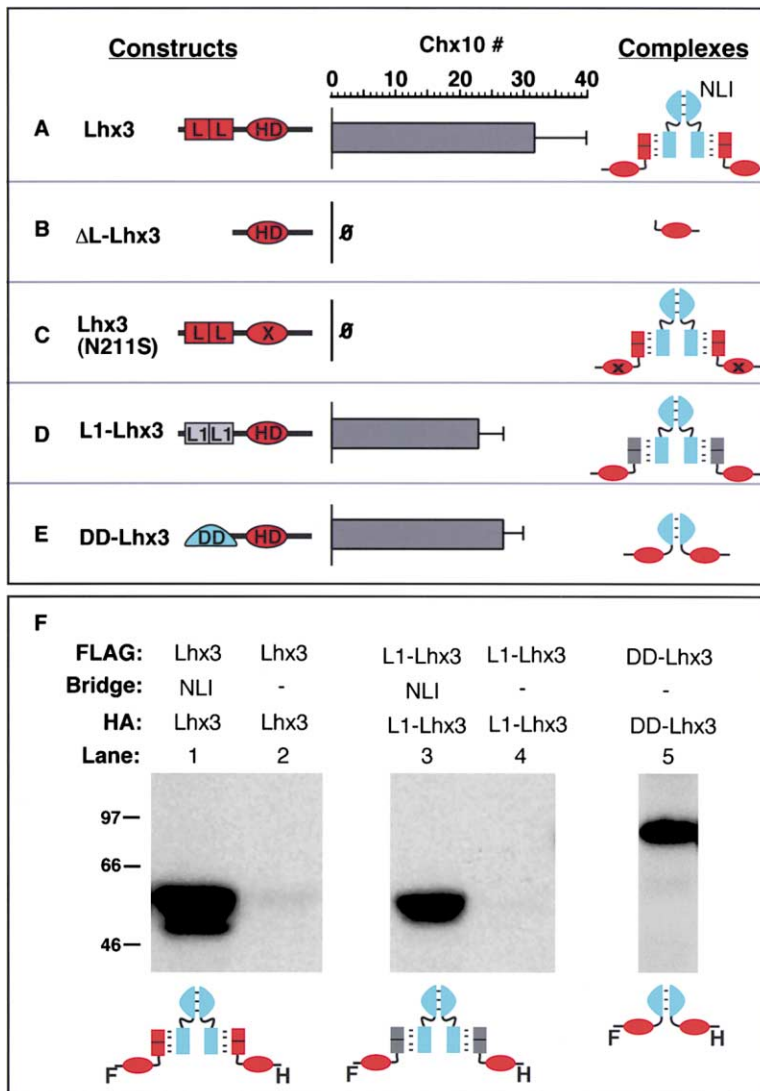 Constructs Chx10 # Complexes
0 10 20 30 40
NLI
A Lhx3 L L HD
B ΔL-Lhx3 HD 0
C Lhx3 (N211S) L L X 0 X X
D L1-Lhx3 L1 L1 HD
E DD-Lhx3 DD HD
F
FLAG: Lhx3 Lhx3 L1-Lhx3 L1-Lhx3 DD-Lhx3
Bridge: NLI - NLI - -
HA: Lhx3 Lhx3 L1-Lhx3 L1-Lhx3 DD-Lhx3
Lane: 1 2 3 4 5
97
66
46
F H F H F H